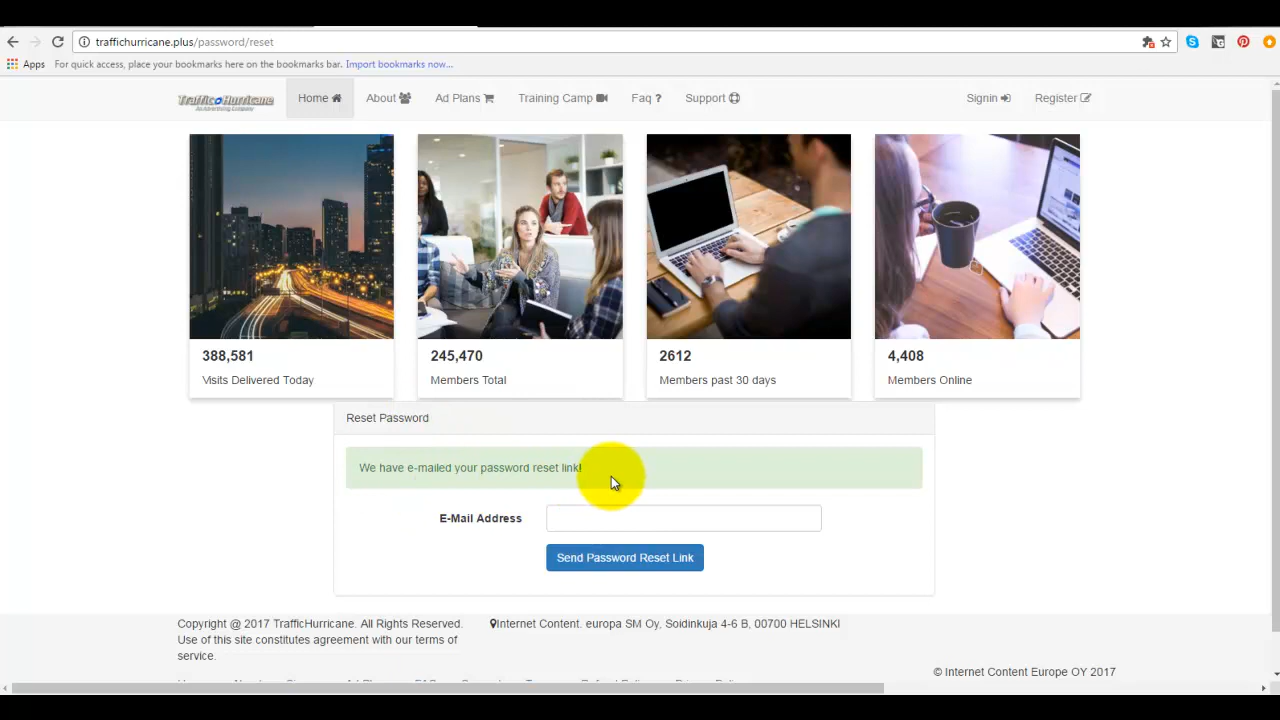 traffichurricane.plus/password/reset
Apps For quick access, place your bookmarks here on the bookmarks bar. Import bookmarks now...
TrafficHurricane Home About Ad Plans Training Camp Faq ? Support Signin Register
An Advertising Company
388,581 245,470 2612 4,408
Visits Delivered Today Members Total Members past 30 days Members Online
Reset Password
We have e-mailed your password reset link!
E-Mail Address
Send Password Reset Link
Copyright @ 2017 TrafficHurricane. All Rights Reserved. Internet Content. europa SM Oy, Soidinkuja 4-6 B, 00700 HELSINKI
Use of this site constitutes agreement with our terms of
service.
© Internet Content Europe OY 2017